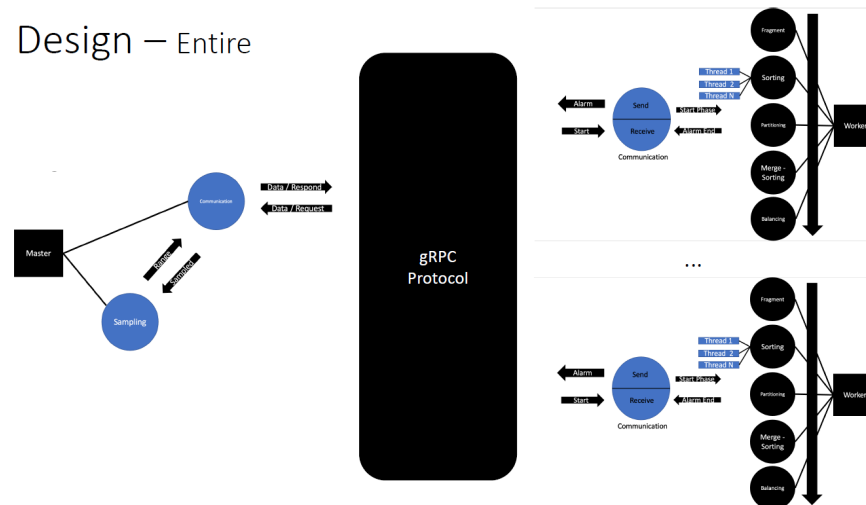 Design – Entire
Master
Communication
Sampling
Range
Sampled
Data / Respond
Data / Request
gRPC
Protocol
Alarm
Start
Send
Receive
Communication
Start Phase
Alarm End
Thread 1
Thread 2
Thread N
Fragment
Sorting
Partitioning
Merge -
Sorting
Balancing
Worker
...
Alarm
Start
Send
Receive
Communication
Start Phase
Alarm End
Thread 1
Thread 2
Thread N
Fragment
Sorting
Partitioning
Merge -
Sorting
Balancing
Worker